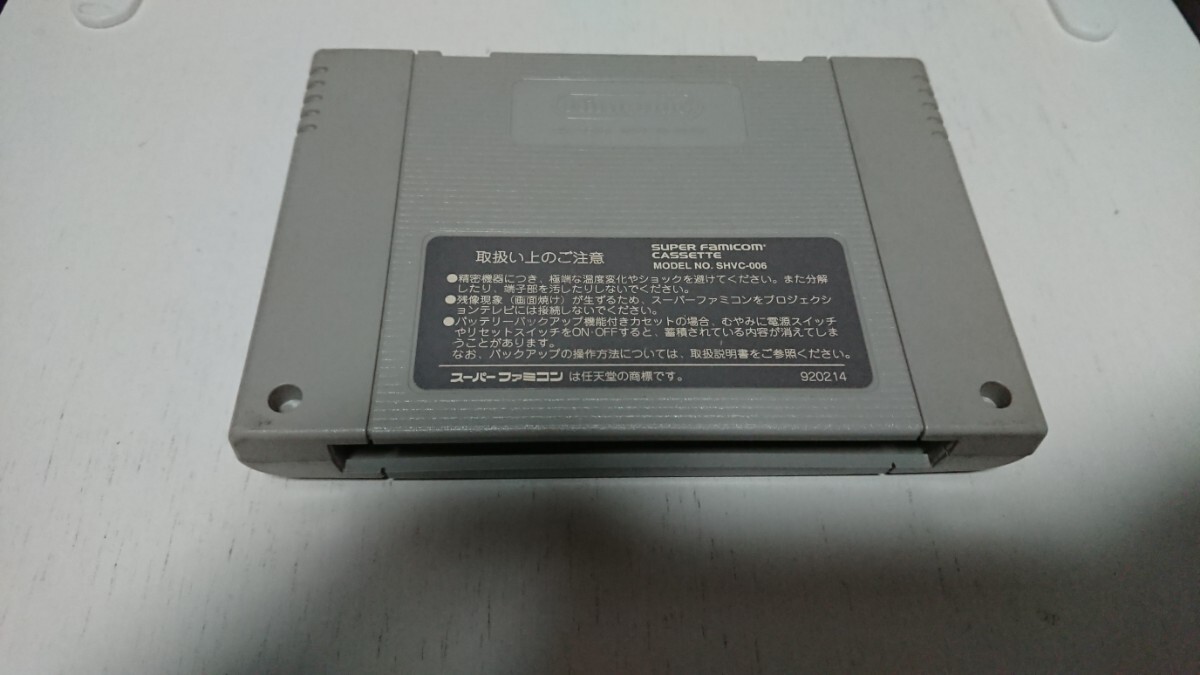 Nintendo
取扱い上のご注意
SUPER FAMICOM
CASSETTE
MODEL NO. SHVC-006
●精密機器につき、極端な温度変化やショックを避けてください。また分解
したり、端子部を汚したりしないでください。
●残像現象（画面焼け）が生ずるため、スーパーファミコンをプロジェクシ
ョンテレビには接続しないでください。
●バッテリーバックアップ機能付きカセットの場合、むやみに電源スイッチ
やリセットスイッチをON·OFFすると、蓄積されている内容が消えてしま
うことがあります。
なお、バックアップの操作方法については、取扱説明書をご参照ください。
スーパーファミコン は任天堂の商標です。
920214